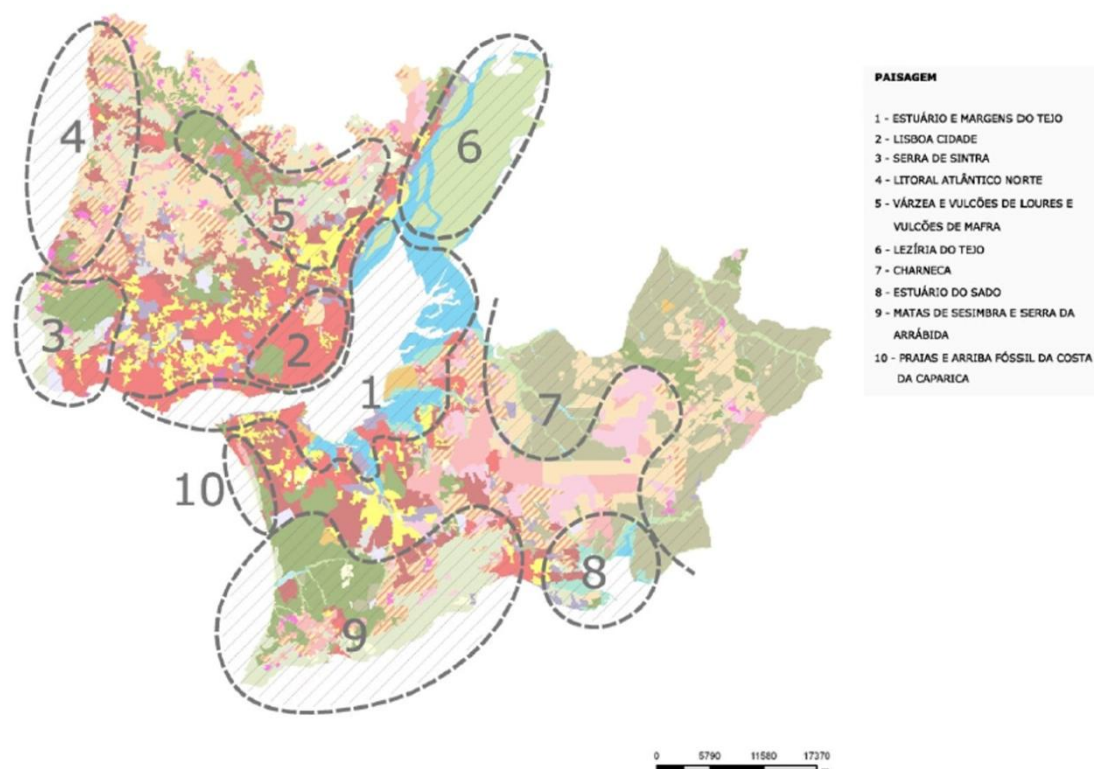 4
6
5
3
2
1
7
10
8
9
PAISAGEM
1 - ESTUÁRIO E MARGENS DO TEJO
2 - LISBOA CIDADE
3 - SERRA DE SINTRA
4 - LITORAL ATLÂNTICO NORTE
5 - VÁRZEA E VULCÕES DE LOURES E
VULCÕES DE MAFRA
6 - LEZÍRIA DO TEJO
7 - CHARNECA
8 - ESTUÁRIO DO SADO
9 - MATAS DE SESIMBRA E SERRA DA
ARRÁBIDA
10 - PRAIAS E ARRIBA FÓSSIL DA COSTA
DA CAPARICA
0 5790 11580 17370